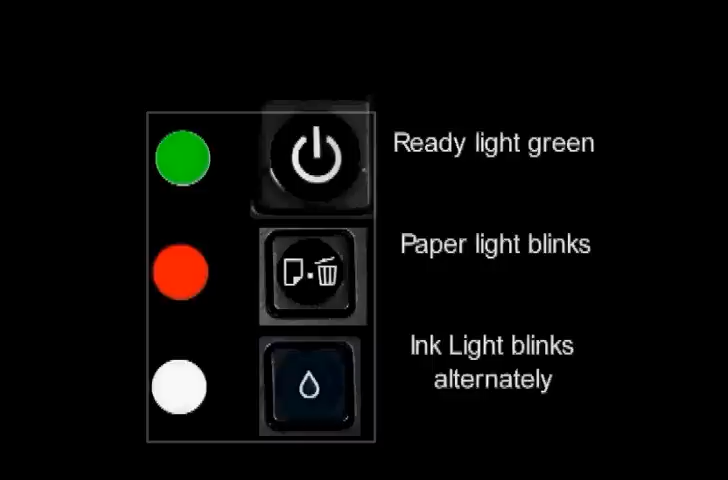 Ready light green
Paper light blinks
Ink Light blinks
alternately